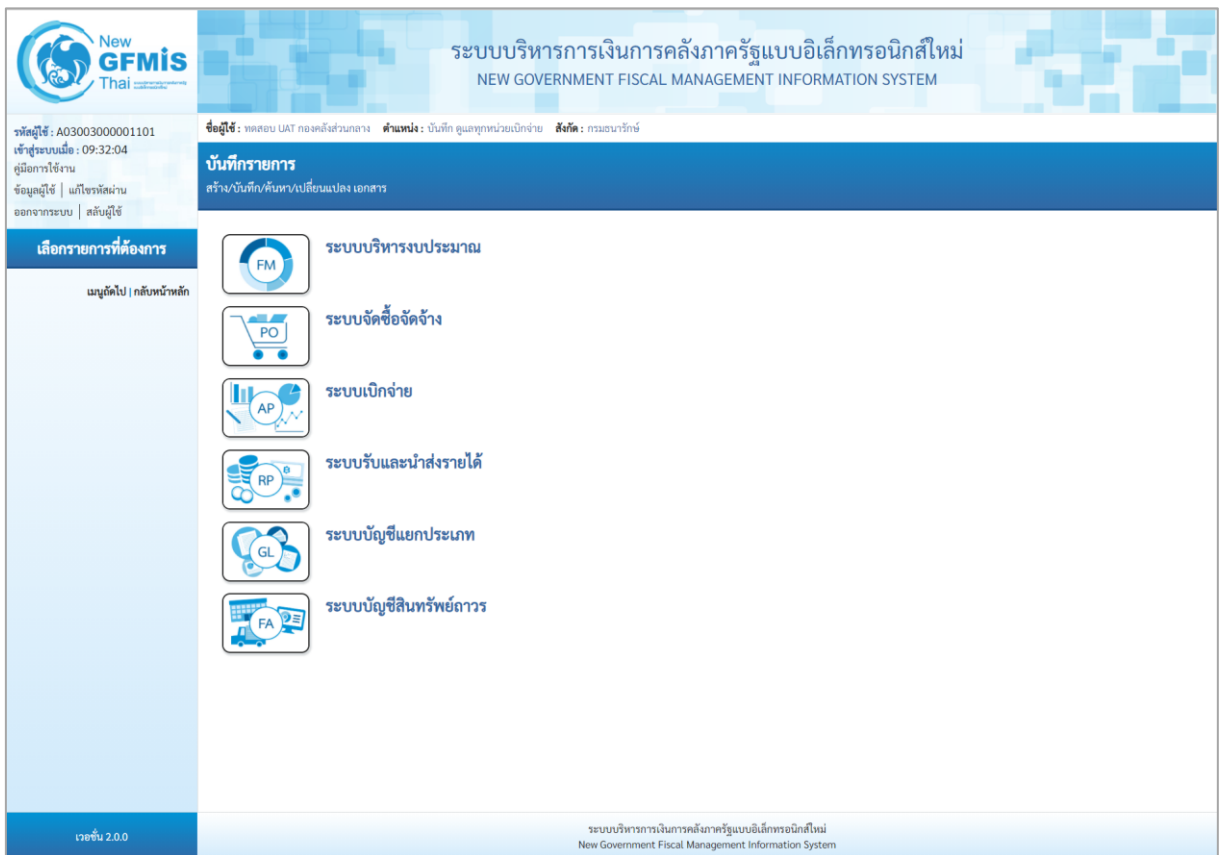 New
GFMiS
Thai
ระบบบริหารการเงินการคลังภาครัฐแบบอิเล็กทรอนิกส์ใหม่
NEW GOVERNMENT FISCAL MANAGEMENT INFORMATION SYSTEM
รหัสผู้ใช้ : A03003000001101
เข้าสู่ระบบเมื่อ : 09:32:04
คู่มือการใช้งาน
ข้อมูลผู้ใช้ | แก้ไขรหัสผ่าน
ออกจากระบบ | สลับผู้ใช้
ชื่อผู้ใช้ : ทดสอบ UAT กองคลังส่วนกลาง ตำแหน่ง : บันทึก ดูแลทุกหน่วยเบิกจ่าย สังกัด : กรมธนารักษ์
บันทึกรายการ
สร้าง/บันทึก/ค้นหา/เปลี่ยนแปลง เอกสาร
เลือกรายการที่ต้องการ
เมนูถัดไป | กลับหน้าหลัก
FM ระบบบริหารงบประมาณ
PO ระบบจัดซื้อจัดจ้าง
AP ระบบเบิกจ่าย
RP ระบบรับและนำส่งรายได้
GL ระบบบัญชีแยกประเภท
FA ระบบบัญชีสินทรัพย์ถาวร
เวอชั่น 2.0.0
ระบบบริหารการเงินการคลังภาครัฐแบบอิเล็กทรอนิกส์ใหม่
New Government Fiscal Management Information System